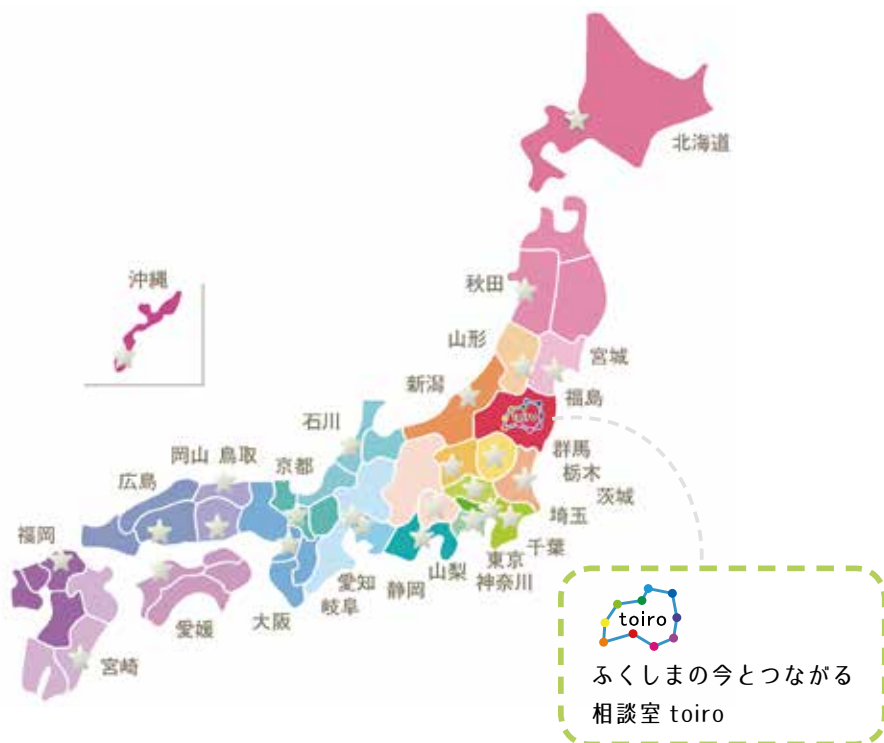 北海道
沖縄
秋田
山形
宮城
新潟
福島
石川
岡山 鳥取
京都
広島
群馬
栃木
茨城
福岡
埼玉
千葉
東京
神奈川
山梨
静岡
愛知
岐阜
大阪
愛媛
宮崎
toiro
toiro
ふくしまの今とつながる
相談室 toiro